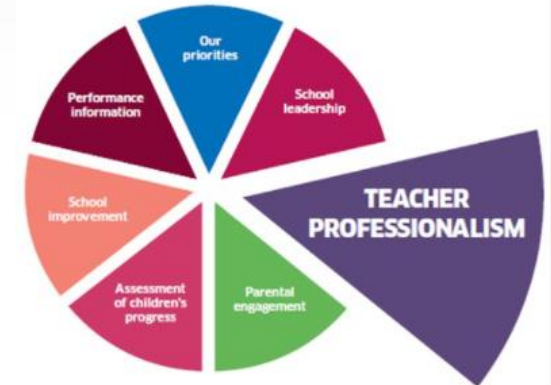 Our
priorities
School
leadership
TEACHER
PROFESSIONALISM
Parental
engagement
Assessment
of children's
progress
School
improvement
Performance
information